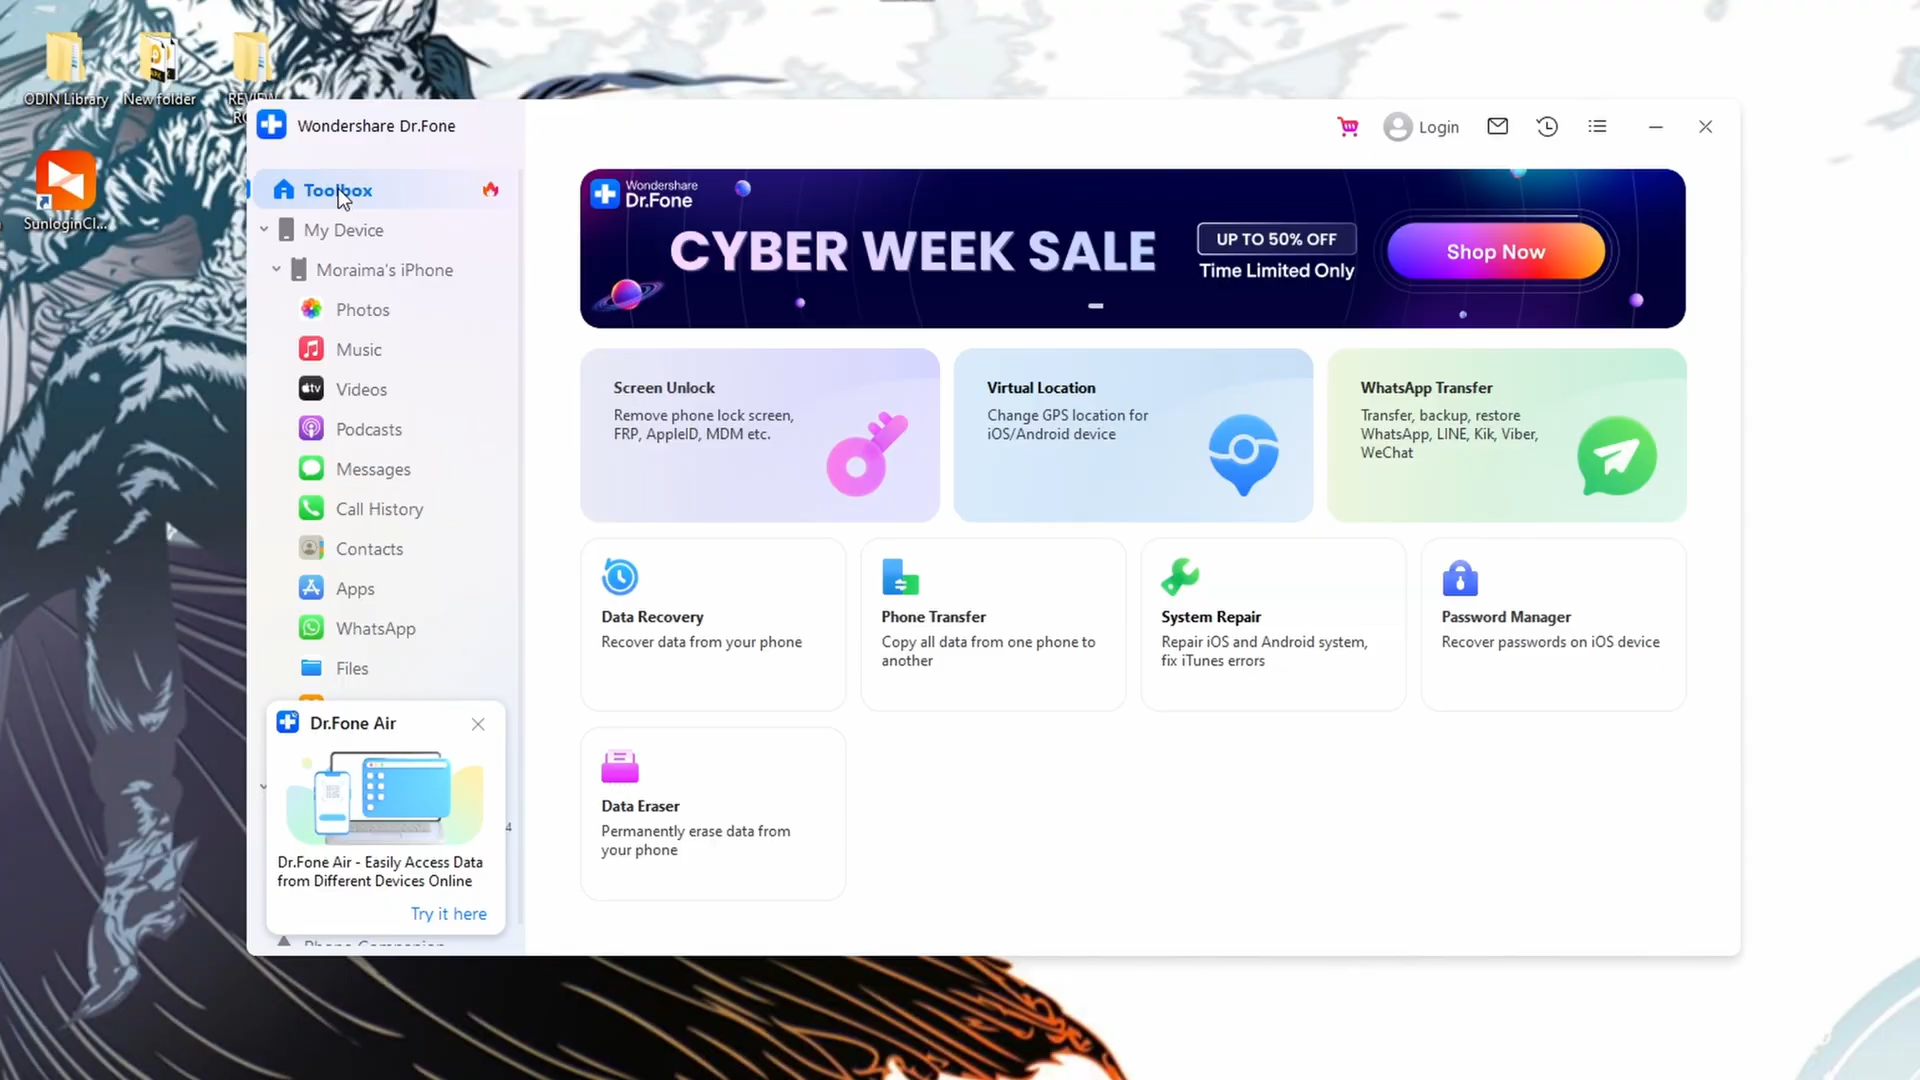 ODIN Library
New folder
REVIEW
SunloginCl...
Wondershare Dr.Fone
Login
Toolbox
My Device
Moraima's iPhone
Photos
Music
Videos
Podcasts
Messages
Call History
Contacts
Apps
WhatsApp
Files
Dr.Fone Air
Dr.Fone Air - Easily Access Data
from Different Devices Online
Try it here
4
Phone Companion
Wondershare
Dr.Fone
CYBER WEEK SALE
UP TO 50% OFF
Time Limited Only
Shop Now
Screen Unlock
Remove phone lock screen,
FRP, AppleID, MDM etc.
Virtual Location
Change GPS location for
iOS/Android device
WhatsApp Transfer
Transfer, backup, restore
WhatsApp, LINE, Kik, Viber,
WeChat
Data Recovery
Recover data from your phone
Phone Transfer
Copy all data from one phone to
another
System Repair
Repair iOS and Android system,
fix iTunes errors
Password Manager
Recover passwords on iOS device
Data Eraser
Permanently erase data from
your phone